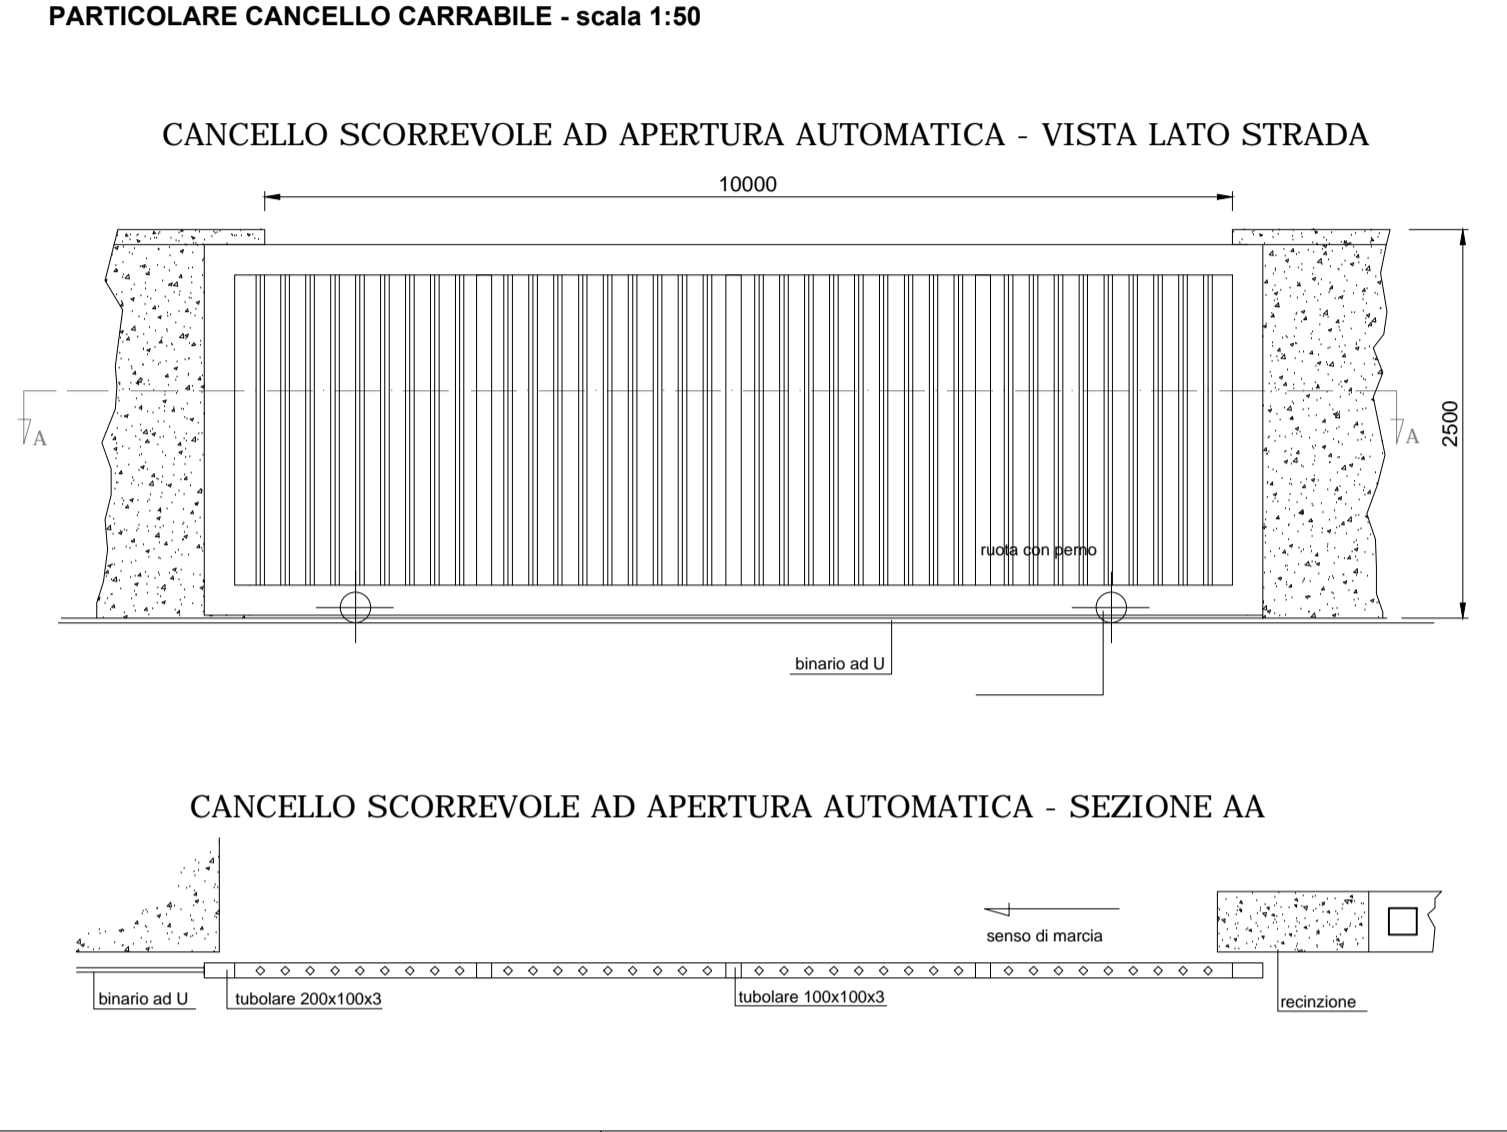 PARTICOLARE CANCELLO CARRABILE - scala 1:50
CANCELLO SCORREVOLE AD APERTURA AUTOMATICA - VISTA LATO STRADA
10000
2500
A
A
ruota con perno
binario ad U
CANCELLO SCORREVOLE AD APERTURA AUTOMATICA - SEZIONE AA
senso di marcia
binario ad U
tubolare 200x100x3
tubolare 100x100x3
recinzione